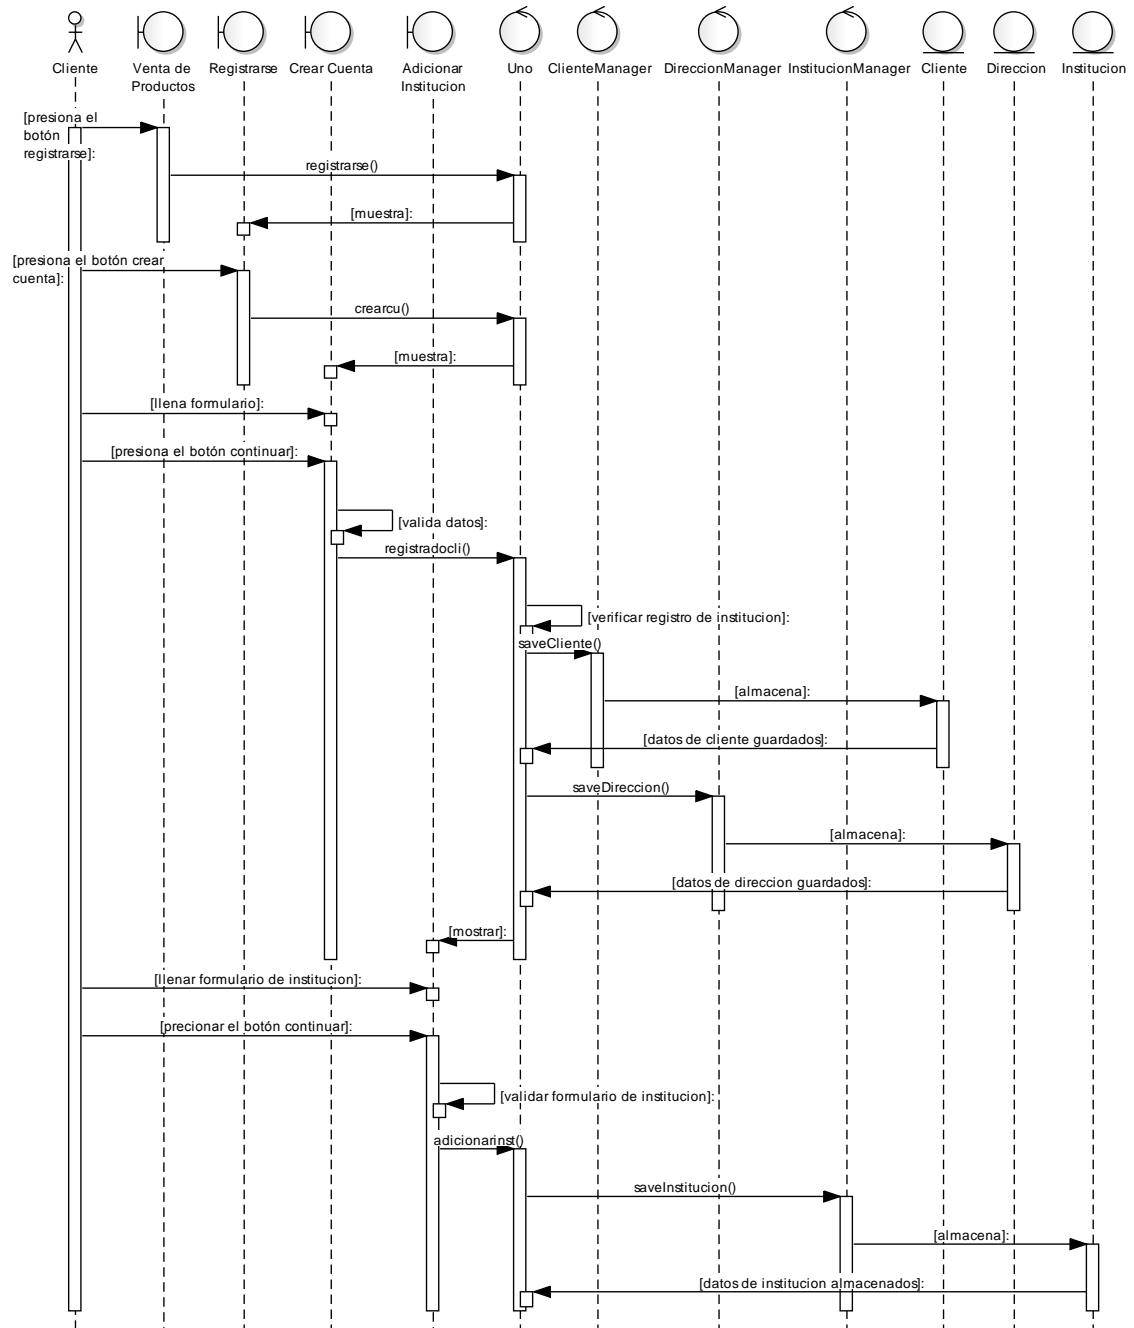 Cliente
Venta de
Productos
Registrarse
Crear Cuenta
Adicionar
Institucion
Uno
ClienteManager
DireccionManager
InstitucionManager
Cliente
Direccion
Institucion
[presiona el
botón
registrarse]:
registrarse()
[muestra]:
[presiona el botón crear
cuenta]:
crearcu()
[muestra]:
[llena formulario]:
[presiona el botón continuar]:
[valida datos]:
registradocli()
[verificar registro de institucion]:
saveCliente()
[almacena]:
[datos de cliente guardados]:
saveDireccion()
[almacena]:
[datos de direccion guardados]:
[mostrar]:
[llenar formulario de institucion]:
[precionar el botón continuar]:
[validar formulario de institucion]:
adicionarinst()
saveInstitucion()
[almacena]:
[datos de institucion almacenados]: